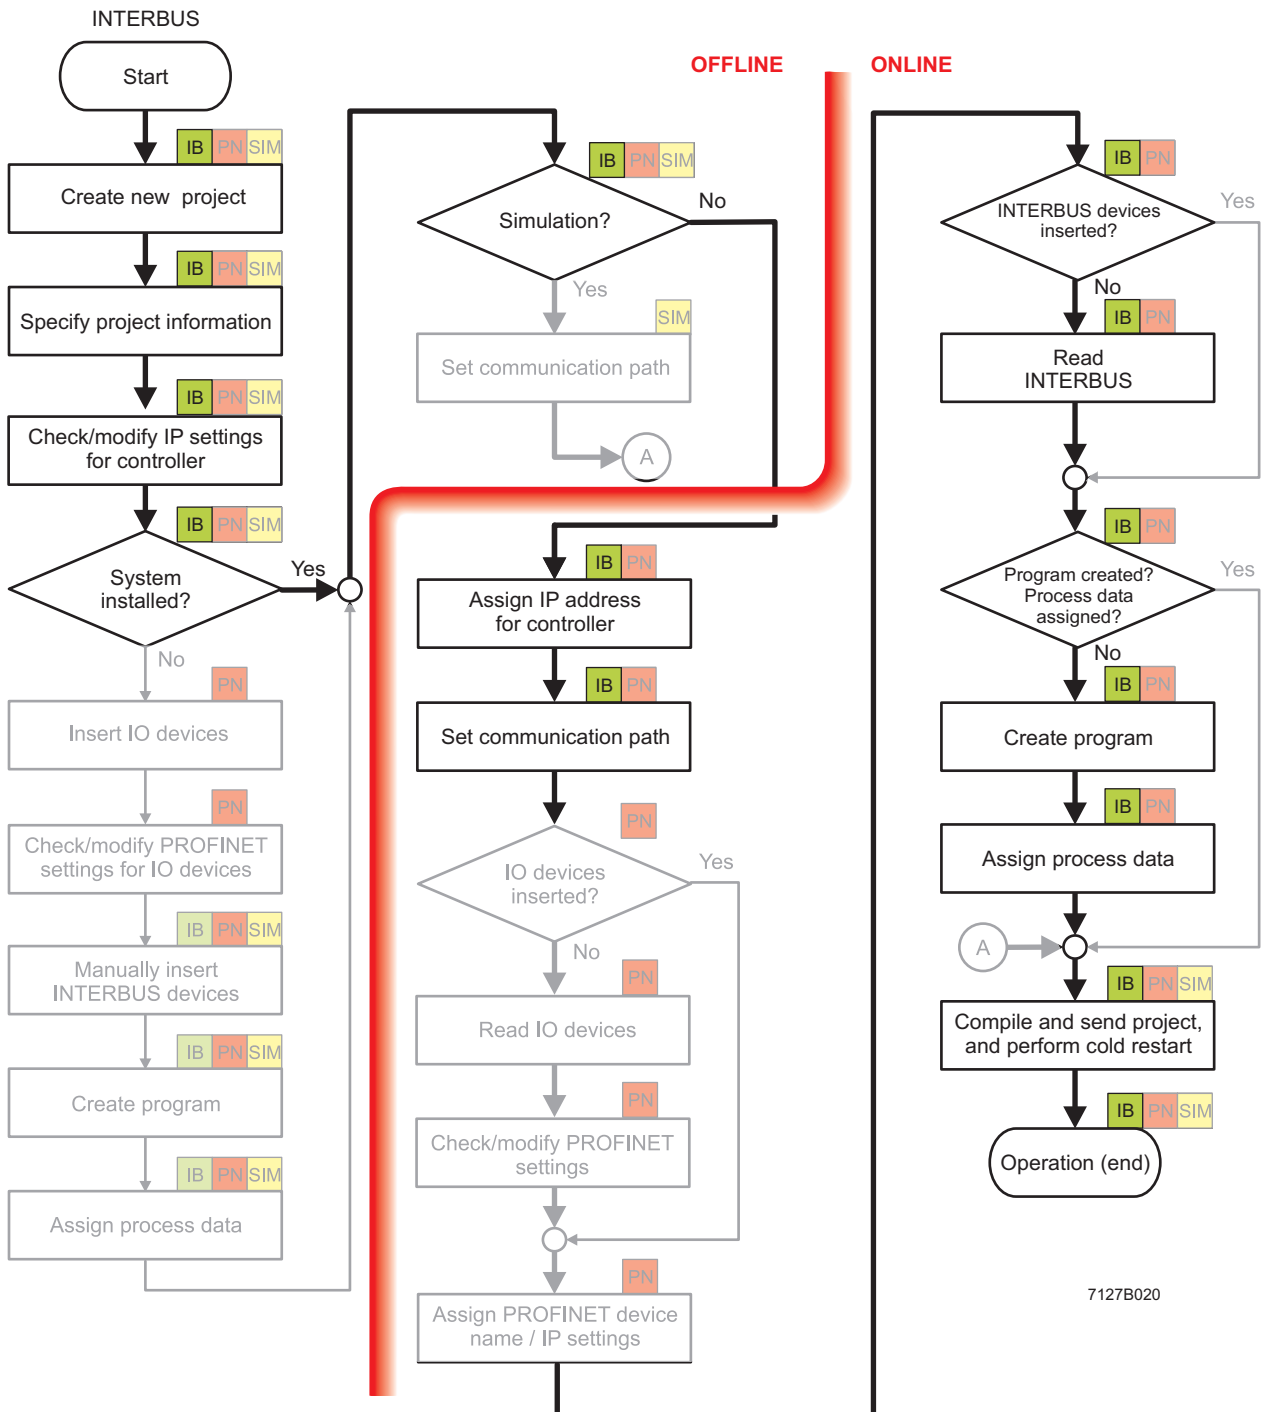 INTERBUS
Start
IB PN SIM
Create new project
IB PN SIM
Specify project information
IB PN SIM
Check/modify IP settings
for controller
IB PN SIM
System
installed?
Yes
No
PN
Insert IO devices
PN
Check/modify PROFINET
settings for IO devices
IB PN SIM
Manually insert
INTERBUS devices
IB PN SIM
Create program
IB PN SIM
Assign process data
OFFLINE
IB PN SIM
Simulation?
No
Yes
SIM
Set communication path
A
IB PN
Assign IP address
for controller
IB PN
Set communication path
PN
IO devices
inserted?
Yes
No
PN
Read IO devices
PN
Check/modify PROFINET
settings
PN
Assign PROFINET device
name / IP settings
ONLINE
IB PN
INTERBUS devices
inserted?
Yes
No
IB PN
Read
INTERBUS
IB PN
Program created?
Process data
assigned?
Yes
No
IB PN
Create program
IB PN
Assign process data
A
IB PN SIM
Compile and send project,
and perform cold restart
IB PN SIM
Operation (end)
7127B020